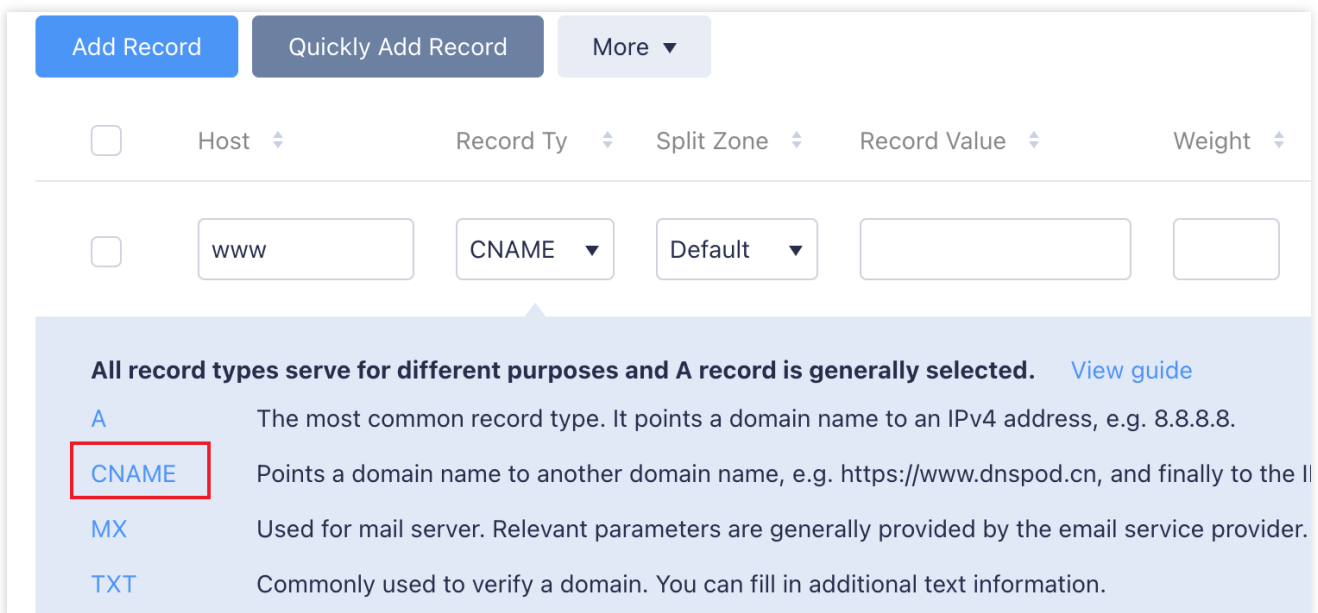 Add Record Quickly Add Record More
Host Record Ty Split Zone Record Value Weight
www CNAME Default
All record types serve for different purposes and A record is generally selected. View guide
A The most common record type. It points a domain name to an IPv4 address, e.g. 8.8.8.8.
CNAME Points a domain name to another domain name, e.g. https://www.dnspod.cn, and finally to the
MX Used for mail server. Relevant parameters are generally provided by the email service provider.
TXT Commonly used to verify a domain. You can fill in additional text information.